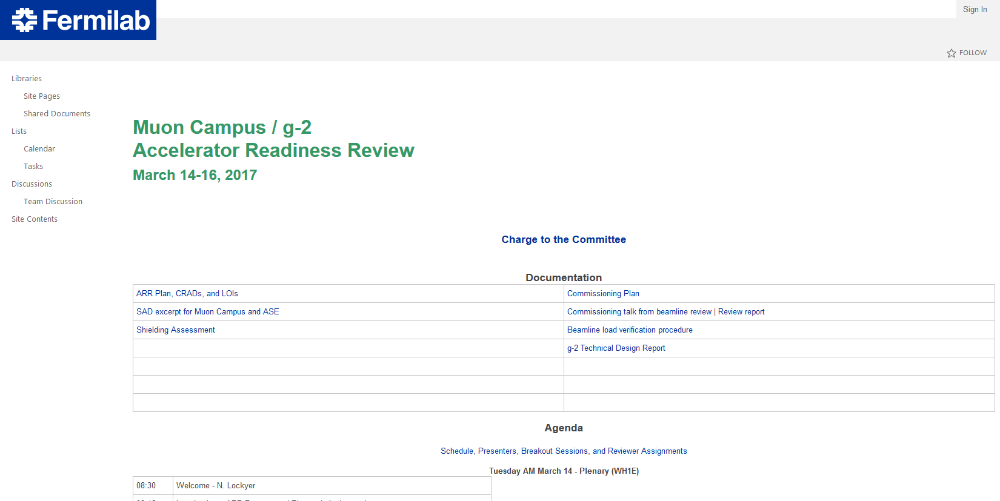 Fermilab
Sign In
FOLLOW
Libraries
Site Pages
Shared Documents
Lists
Calendar
Tasks
Discussions
Team Discussion
Site Contents
Muon Campus / g-2
Accelerator Readiness Review
March 14-16, 2017
Charge to the Committee
Documentation
ARR Plan, CRADs, and LOIs
Commissioning Plan
SAD excerpt for Muon Campus and ASE
Commissioning talk from beamline review | Review report
Shielding Assessment
Beamline load verification procedure
g-2 Technical Design Report
Agenda
Schedule, Presenters, Breakout Sessions, and Reviewer Assignments
Tuesday AM March 14 - Plenary (WH1E)
08:30 Welcome - N. Lockyer